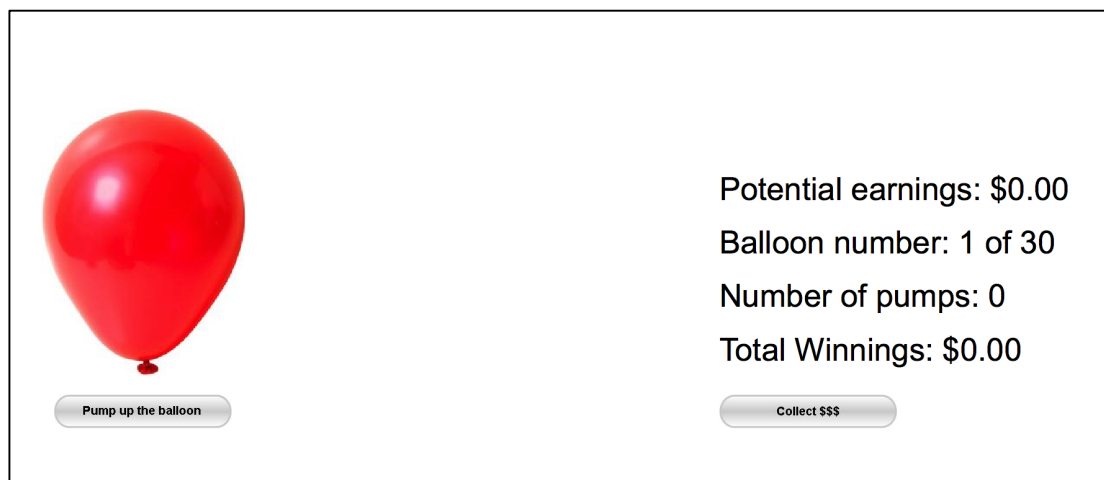 Potential earnings: $0.00
Balloon number: 1 of 30
Number of pumps: 0
Total Winnings: $0.00
Pump up the balloon
Collect $$$